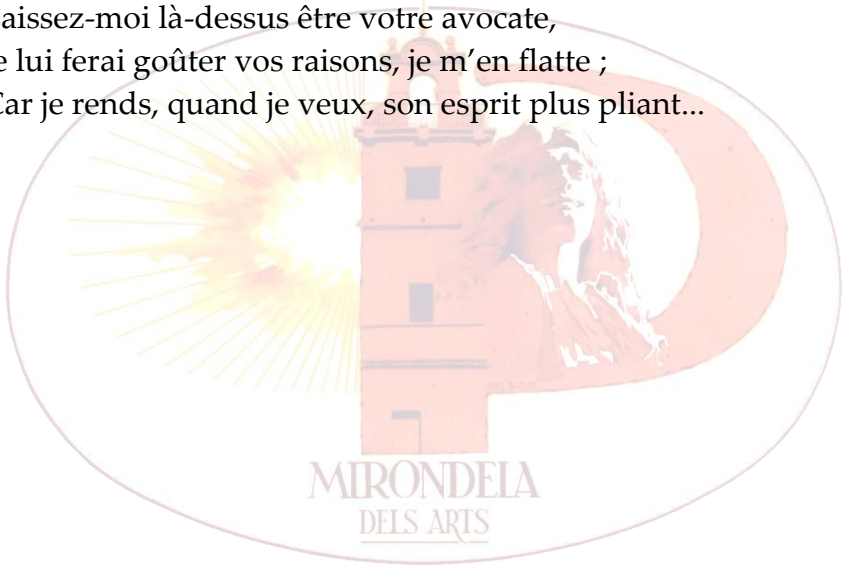 aissez-moi là-dessus être votre avocate,
e lui ferai goûter vos raisons, je m’en flatte ;
Car je rends, quand je veux, son esprit plus pliant...
MIRONDELA
DELS ARTS